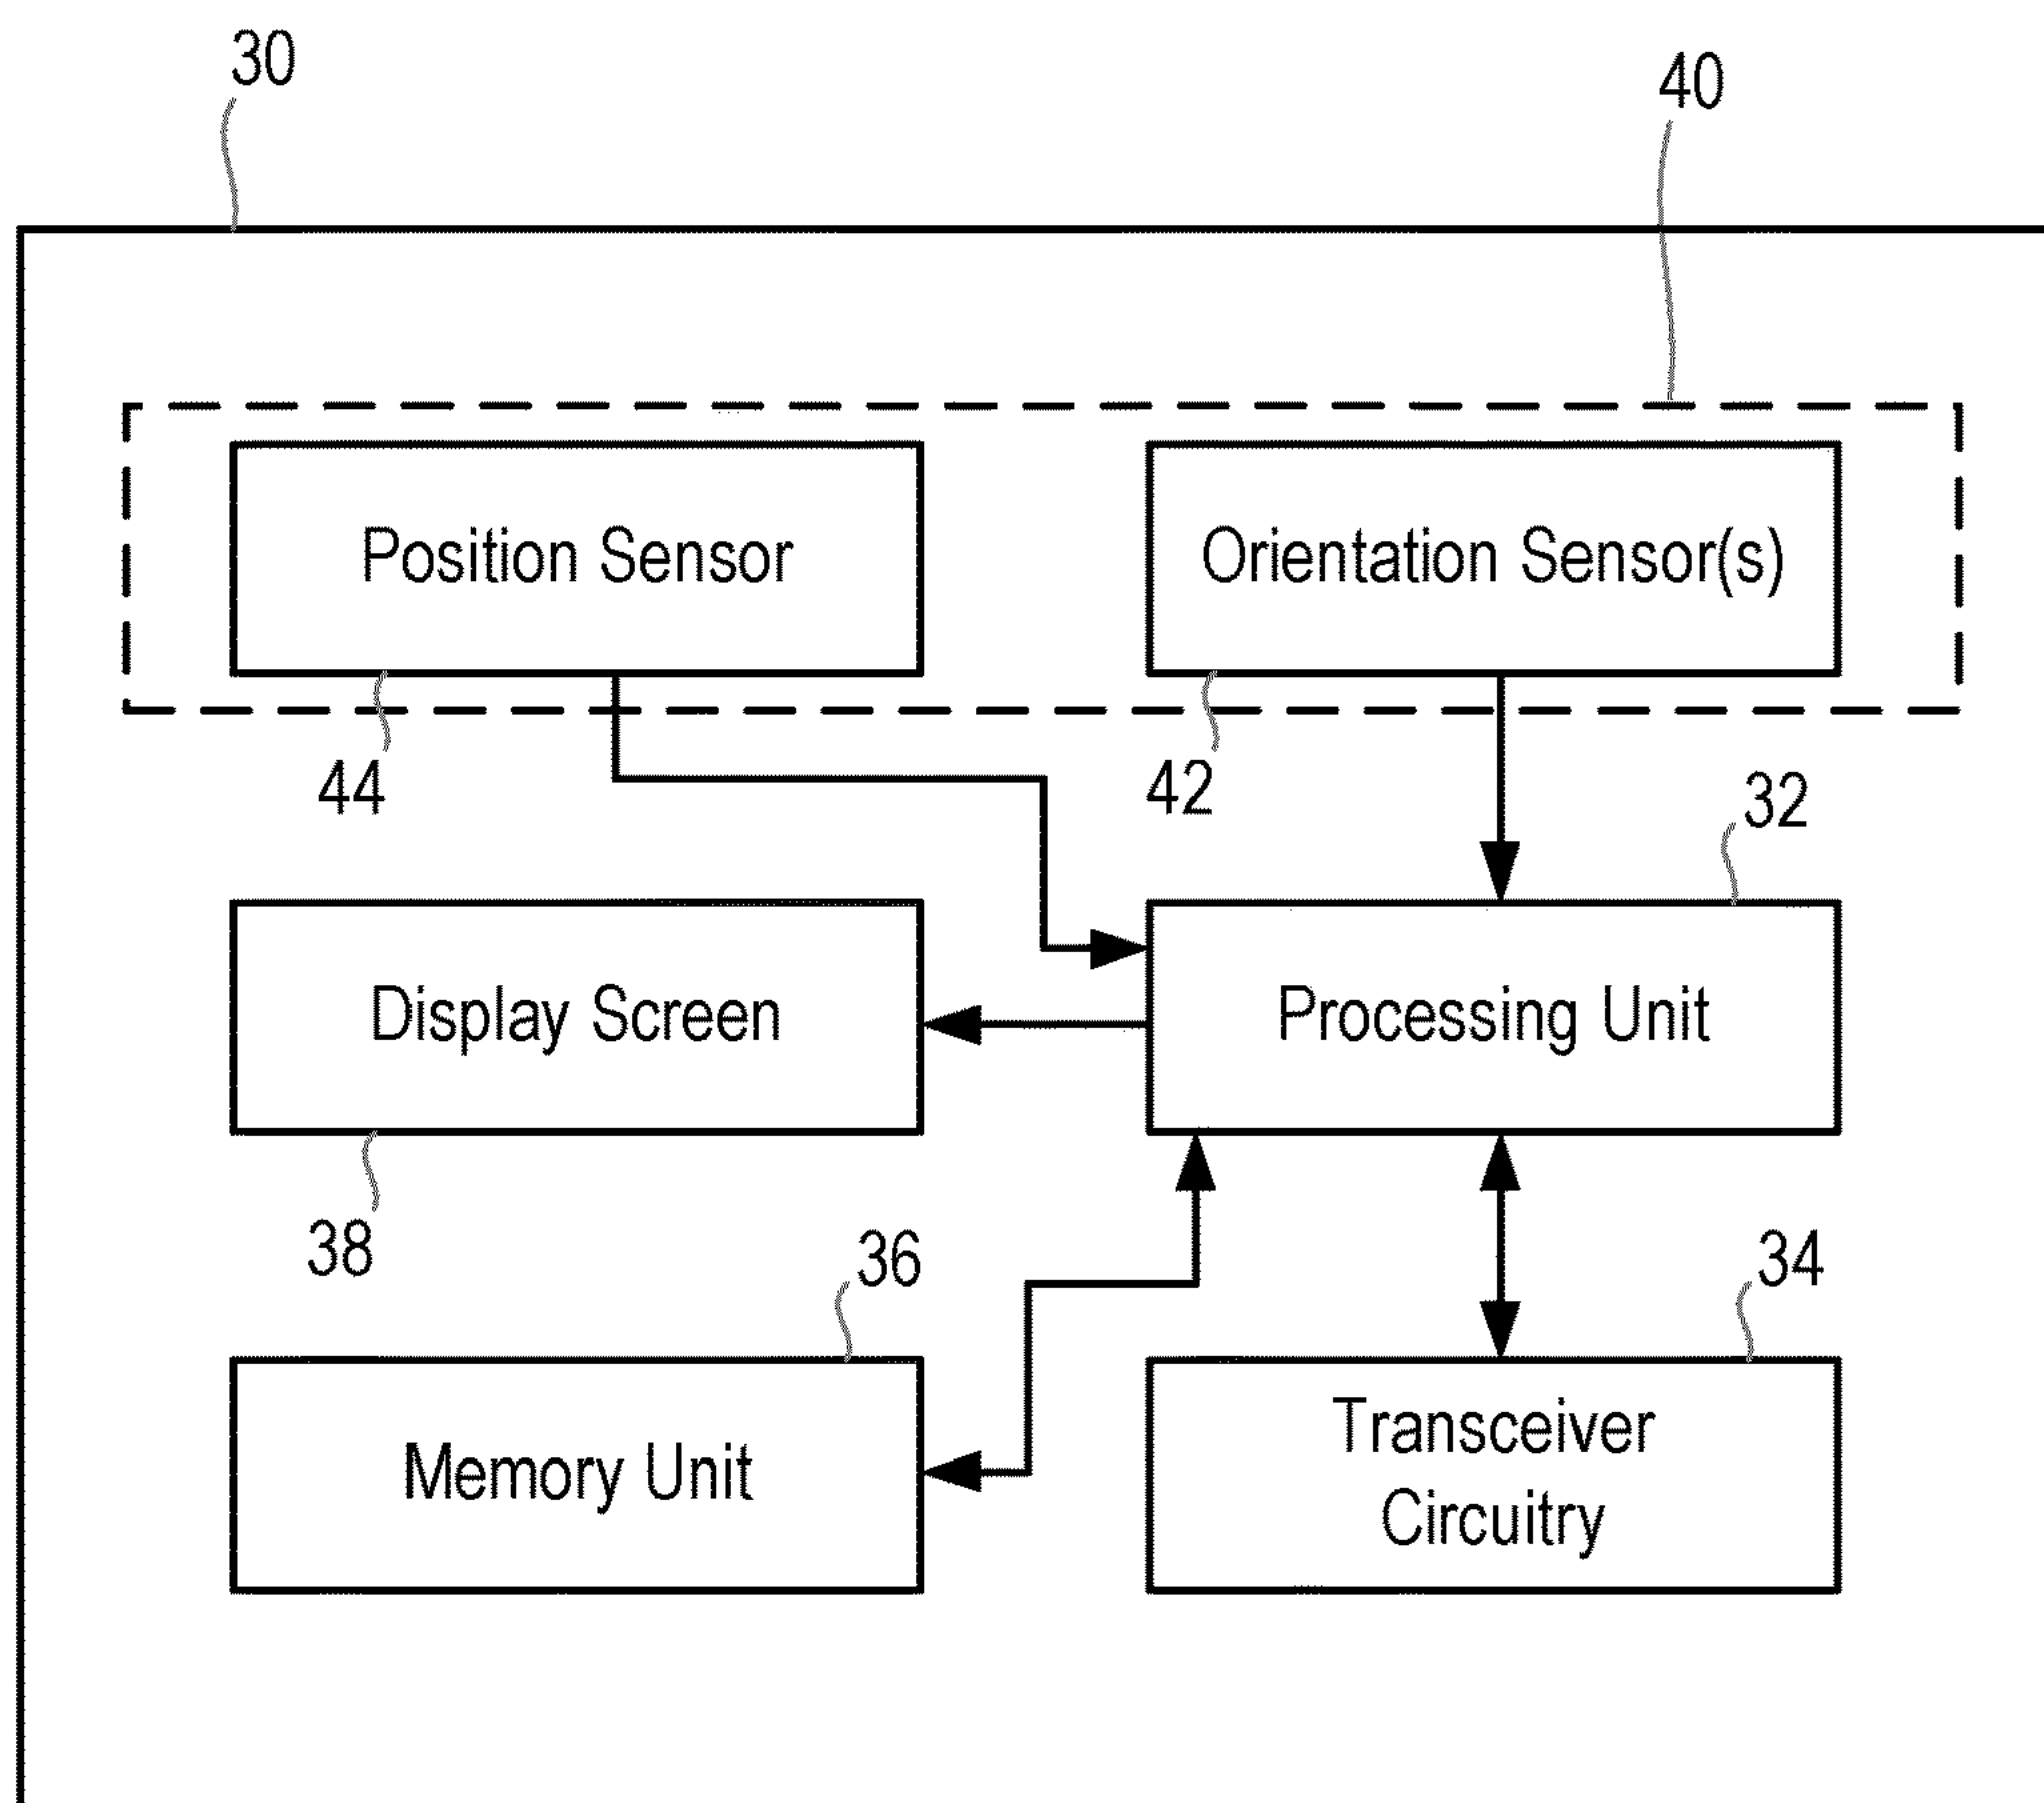 30
40
Position Sensor
Orientation Sensor(s)
44
42
32
Display Screen
Processing Unit
38
36
34
Memory Unit
Transceiver
Circuitry